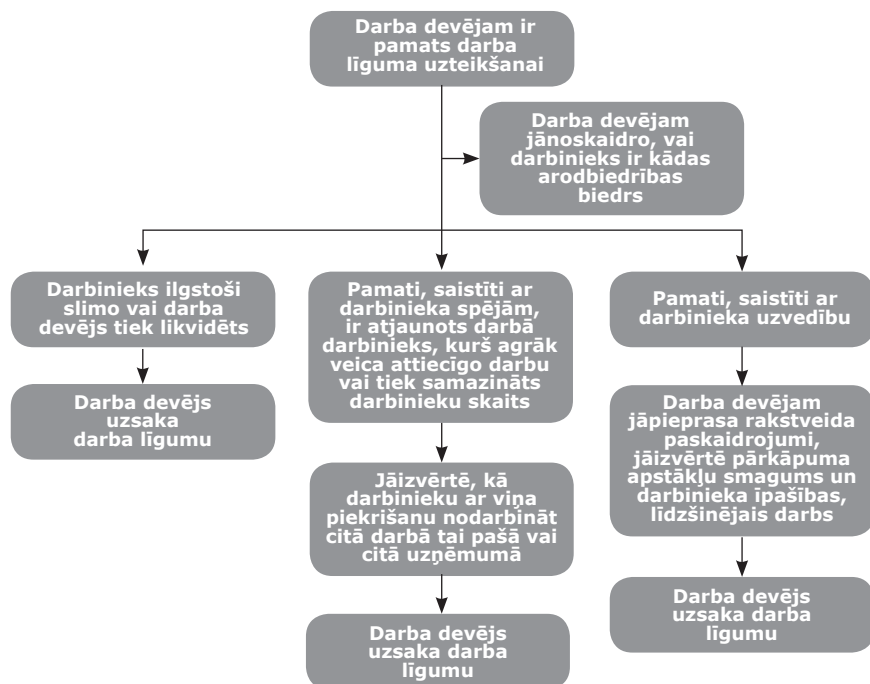 Darba devējam ir
pamats darba
līguma uzteikšanai
Darba devējam
jānoskaidro, vai
darbinieks ir kādas
arodbiedrības
biedrs
Darbinieks ilgstoši
slimo vai darba
devējs tiek likvidēts
Darba devējs
uzsaka
darba līgumu
Pamati, saistīti ar
darbinieka spējām,
ir atjaunots darbā
darbinieks, kurš agrāk
veica attiecīgo darbu
vai tiek samazināts
darbinieku skaits
Jāizvērtē, kā
darbinieku ar viņa
piekrišanu nodarbināt
citā darbā tai pašā vai
citā uzņēmumā
Darba devējs
uzsaka darba
līgumu
Pamati, saistīti ar
darbinieka uzvedību
Darba devējam
jāpieprasa rakstveida
paskaidrojumi,
jāizvērtē pārkāpuma
apstākļu smagums un
darbinieka īpašības,
līdzšinējais darbs
Darba devējs
uzsaka darba
līgumu